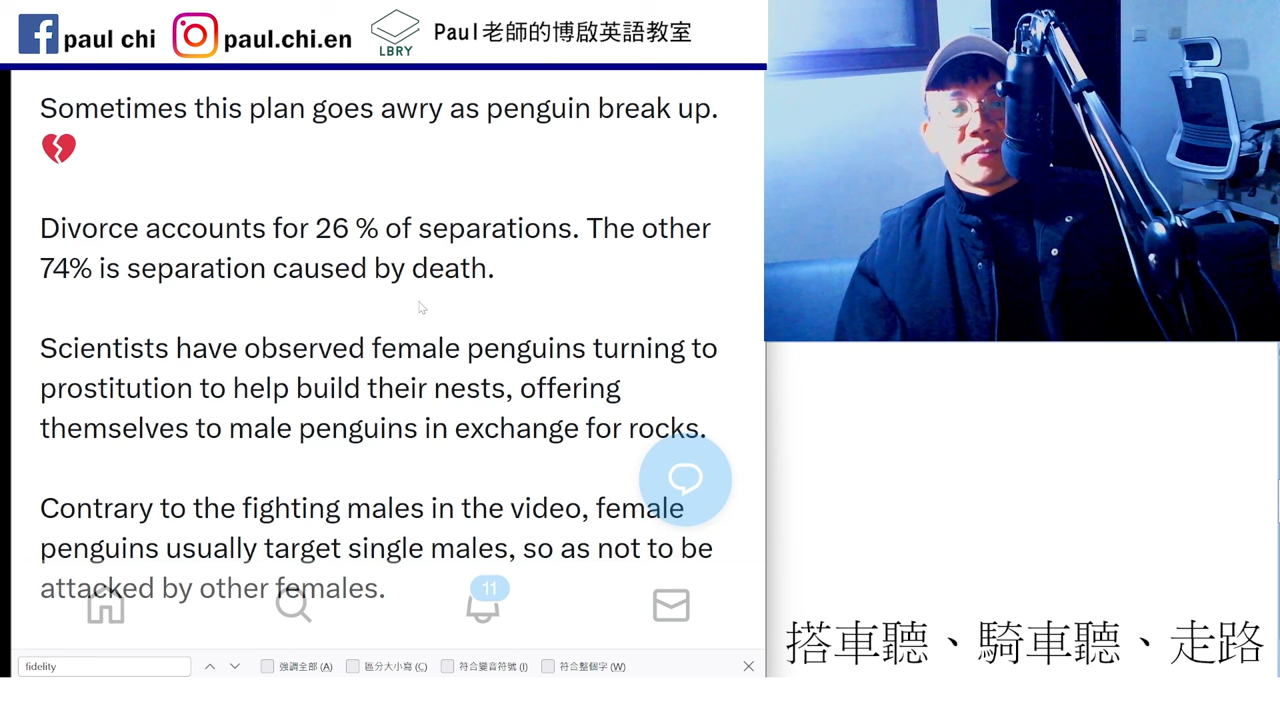 paul chi
paul.chi.en
LBRY
Paul老師的博啟英語教室
Sometimes this plan goes awry as penguin break up.
Divorce accounts for 26 % of separations. The other
74% is separation caused by death.
Scientists have observed female penguins turning to
prostitution to help build their nests, offering
themselves to male penguins in exchange for rocks.
Contrary to the fighting males in the video, female
penguins usually target single males, so as not to be
attacked by other females.
11
fidelity
強調全部 (A)
區分大小寫 (C)
符合變音符號 (I)
符合整個字 (W)
搭車聽、騎車聽、走路